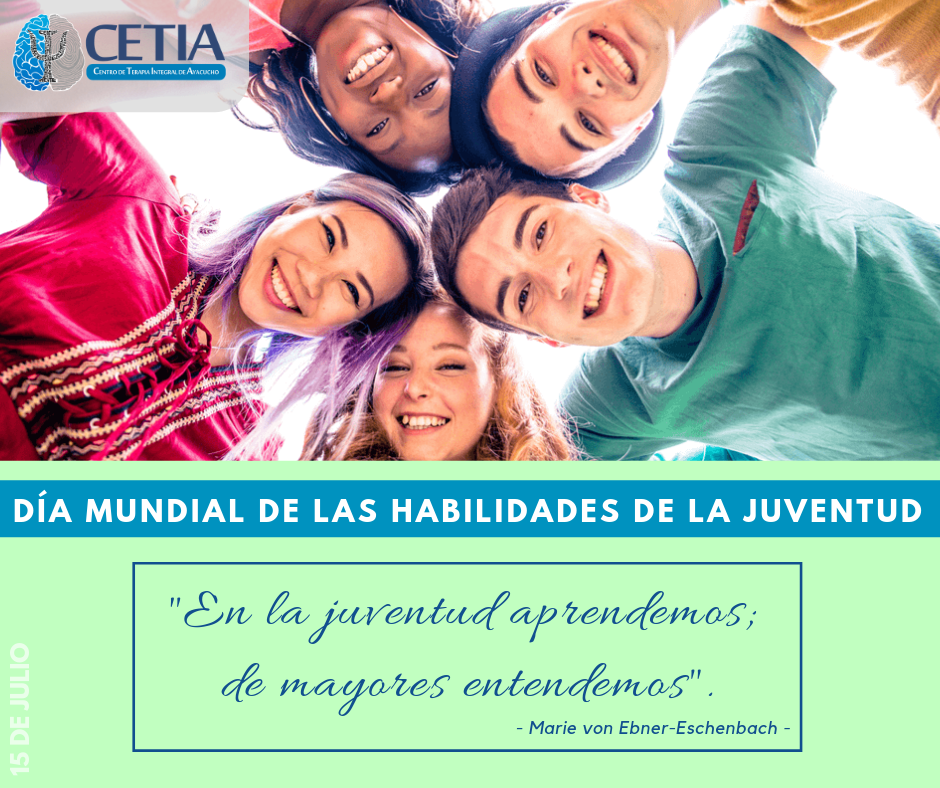 CETIA
CENTRO DE TERAPIA INTEGRAL DE AYACUCHO
DÍA MUNDIAL DE LAS HABILIDADES DE LA JUVENTUD
"En la juventud aprendemos;
de mayores entendemos".
- Marie von Ebner-Eschenbach -
15 DE JULIO